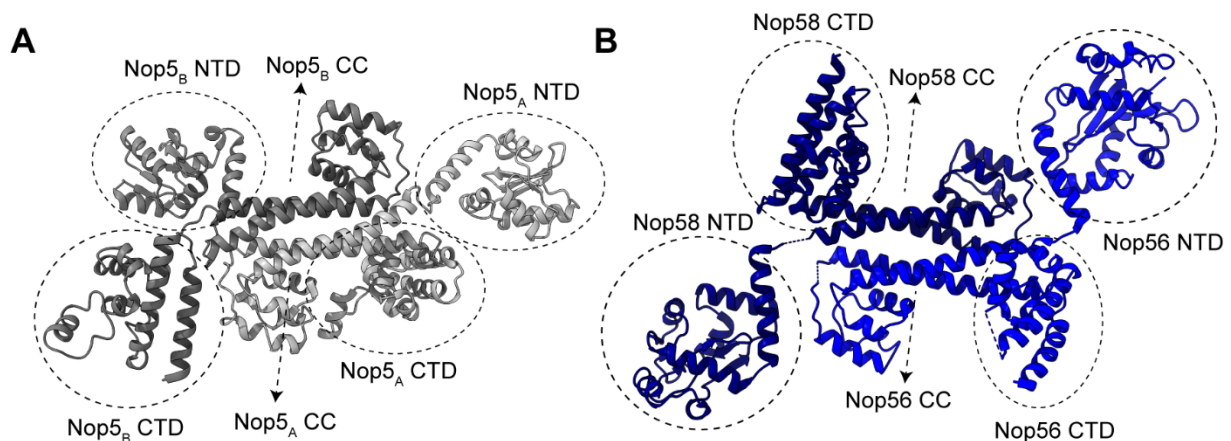 A
Nop5B NTD
Nop5B CC
Nop5A NTD
Nop5B CTD
Nop5A CC
Nop5A CTD
B
Nop58 CTD
Nop58 CC
Nop58 NTD
Nop56 NTD
Nop56 CC
Nop56 CTD